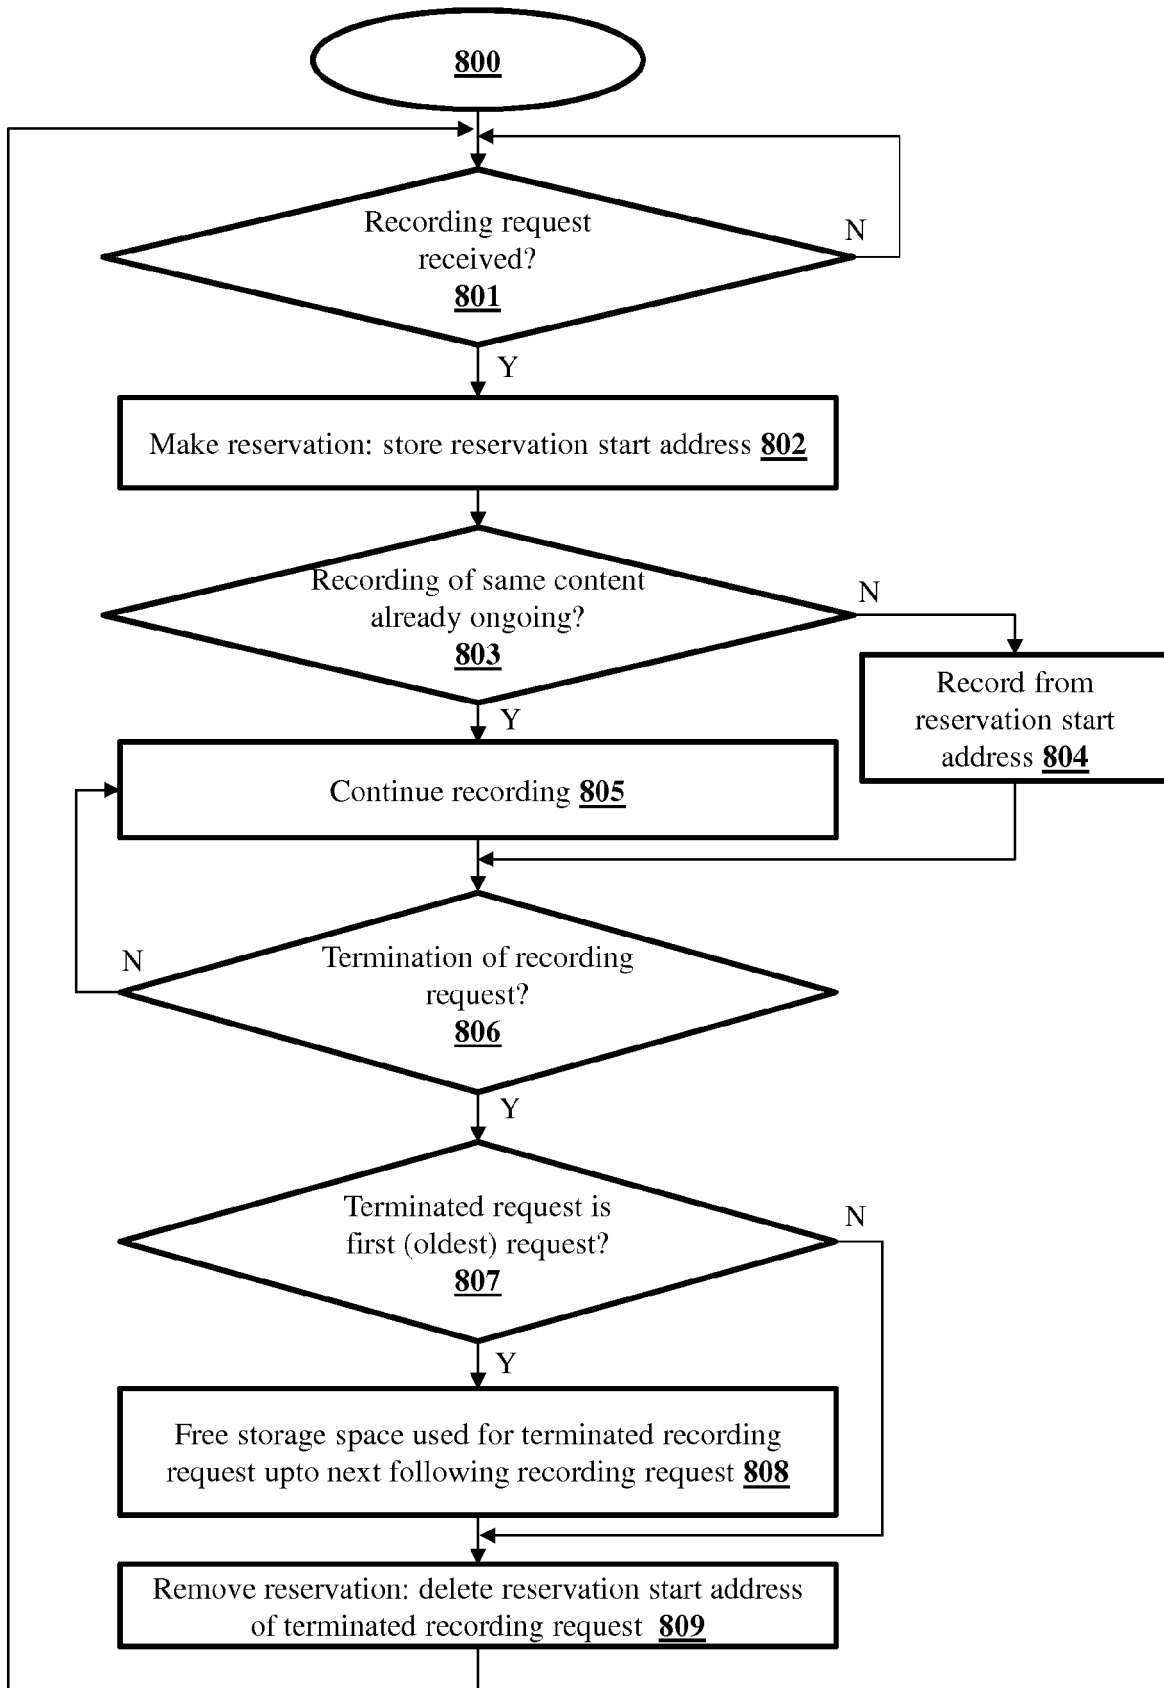 800
Recording request
received?
801
N
Y
Make reservation: store reservation start address 802
Recording of same content
already ongoing?
803
N
Y
Record from
reservation start
address 804
Continue recording 805
Termination of recording
request?
806
N
Y
Terminated request is
first (oldest) request?
807
N
Y
Free storage space used for terminated recording
request upto next following recording request 808
Remove reservation: delete reservation start address
of terminated recording request 809